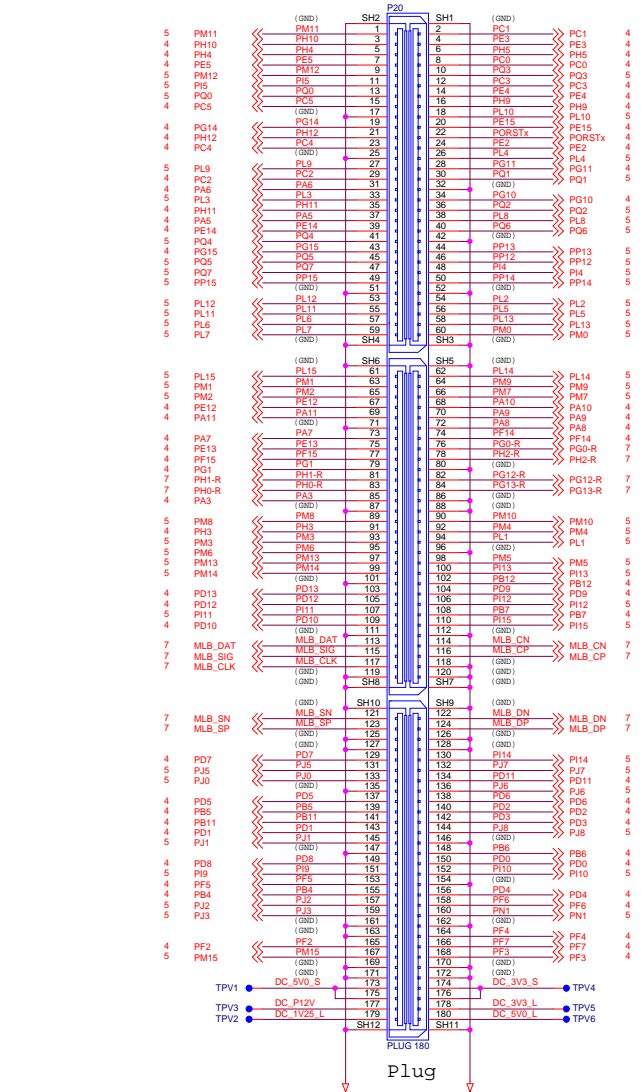 P20
(GND) SH2 SH1 (GND)
5 PM11 PM11 1 2 PC1 PC1 4
4 PH10 PH10 3 4 PE3 PE3 4
4 PH4 PH4 5 6 PH5 PH5 4
4 PE5 PE5 7 8 PC0 PC0 4
5 PM12 PM12 9 10 PQ3 PQ3 5
5 PI5 PI5 11 12 PC3 PC3 4
5 PQ0 PQ0 13 14 PE4 PE4 4
4 PC5 PC5 15 16 PH9 PH9 4
(GND) 17 18 PL10 PL10 5
4 PG14 PG14 19 20 PE15 PE15 4
4 PH12 PH12 21 22 PORSTx PORSTx 4
4 PC4 PC4 23 24 PE2 PE2 4
(GND) 25 26 PL4 PL4 5
5 PL9 PL9 27 28 PG11 PG11 4
4 PC2 PC2 29 30 PQ1 PQ1 5
4 PA6 PA6 31 32 (GND)
5 PL3 PL3 33 34 PG10 PG10 4
4 PH11 PH11 35 36 PQ2 PQ2 5
4 PA5 PA5 37 38 PL8 PL8 5
4 PE14 PE14 39 40 PQ6 PQ6 5
5 PQ4 PQ4 41 42 (GND)
4 PG15 PG15 43 44 PP13 PP13 5
5 PQ5 PQ5 45 46 PP12 PP12 5
5 PQ7 PQ7 47 48 PI4 PI4 5
5 PP15 PP15 49 50 PP14 PP14 5
(GND) 51 52 (GND)
5 PL12 PL12 53 54 PL2 PL2 5
5 PL11 PL11 55 56 PL5 PL5 5
5 PL6 PL6 57 58 PL13 PL13 5
5 PL7 PL7 59 60 PM0 PM0 5
(GND) SH4 SH3 (GND)
(GND) SH6 SH5 (GND)
5 PL15 PL15 61 62 PL14 PL14 5
5 PM1 PM1 63 64 PM9 PM9 5
5 PM2 PM2 65 66 PM7 PM7 5
4 PE12 PE12 67 68 PA10 PA10 4
4 PA11 PA11 69 70 PA9 PA9 4
(GND) 71 72 PA8 PA8 4
4 PA7 PA7 73 74 PF14 PF14 4
4 PE13 PE13 75 76 PG0-R PG0-R 7
4 PF15 PF15 77 78 PH2-R PH2-R 7
4 PG1 PG1 79 80 (GND)
7 PH1-R PH1-R 81 82 PG12-R PG12-R 7
7 PH0-R PH0-R 83 84 PG13-R PG13-R 7
4 PA3 PA3 85 86 (GND)
(GND) 87 88 (GND)
5 PM8 PM8 89 90 PM10 PM10 5
4 PH3 PH3 91 92 PM4 PM4 5
5 PM3 PM3 93 94 PL1 PL1 5
5 PM6 PM6 95 96 (GND)
5 PM13 PM13 97 98 PM5 PM5 5
5 PM14 PM14 99 100 PI13 PI13 5
(GND) 101 102 PB12 PB12 4
4 PD13 PD13 103 104 PD9 PD9 4
4 PD12 PD12 105 106 PI12 PI12 5
5 PI11 PI11 107 108 PB7 PB7 4
4 PD10 PD10 109 110 PI15 PI15 5
(GND) 111 112 (GND)
7 MLB_DAT MLB_DAT 113 114 MLB_CN MLB_CN 7
7 MLB_SIG MLB_SIG 115 116 MLB_CP MLB_CP 7
7 MLB_CLK MLB_CLK 117 118 (GND)
(GND) 119 120 (GND)
(GND) SH8 SH7 (GND)
(GND) SH10 SH9 (GND)
7 MLB_SN MLB_SN 121 122 MLB_DN MLB_DN 7
7 MLB_SP MLB_SP 123 124 MLB_DP MLB_DP 7
(GND) 125 126 (GND)
(GND) 127 128 (GND)
4 PD7 PD7 129 130 PI14 PI14 5
5 PJ5 PJ5 131 132 PJ7 PJ7 5
5 PJ0 PJ0 133 134 PD11 PD11 4
(GND) 135 136 PJ6 PJ6 5
4 PD5 PD5 137 138 PD6 PD6 4
4 PB5 PB5 139 140 PD2 PD2 4
4 PB11 PB11 141 142 PD3 PD3 4
4 PD1 PD1 143 144 PJ8 PJ8 5
5 PJ1 PJ1 145 146 (GND)
(GND) 147 148 PB6 PB6 4
4 PD8 PD8 149 150 PD0 PD0 4
5 PI9 PI9 151 152 PI10 PI10 5
4 PF5 PF5 153 154 (GND)
4 PB4 PB4 155 156 PD4 PD4 4
5 PJ2 PJ2 157 158 PF6 PF6 4
5 PJ3 PJ3 159 160 PN1 PN1 5
(GND) 161 162 (GND)
(GND) 163 164 PF4 PF4 4
4 PF2 PF2 165 166 PF7 PF7 4
5 PM15 PM15 167 168 PF3 PF3 4
(GND) 169 170 (GND)
(GND) 171 172 (GND)
TPV1 DC_5V0_S 173 174 DC_3V3_S TPV4
175 176
TPV3 DC_P12V 177 178 DC_3V3_L TPV5
TPV2 DC_1V25_L 179 180 DC_5V0_L TPV6
SH12 SH11
PLUG 180
Plug